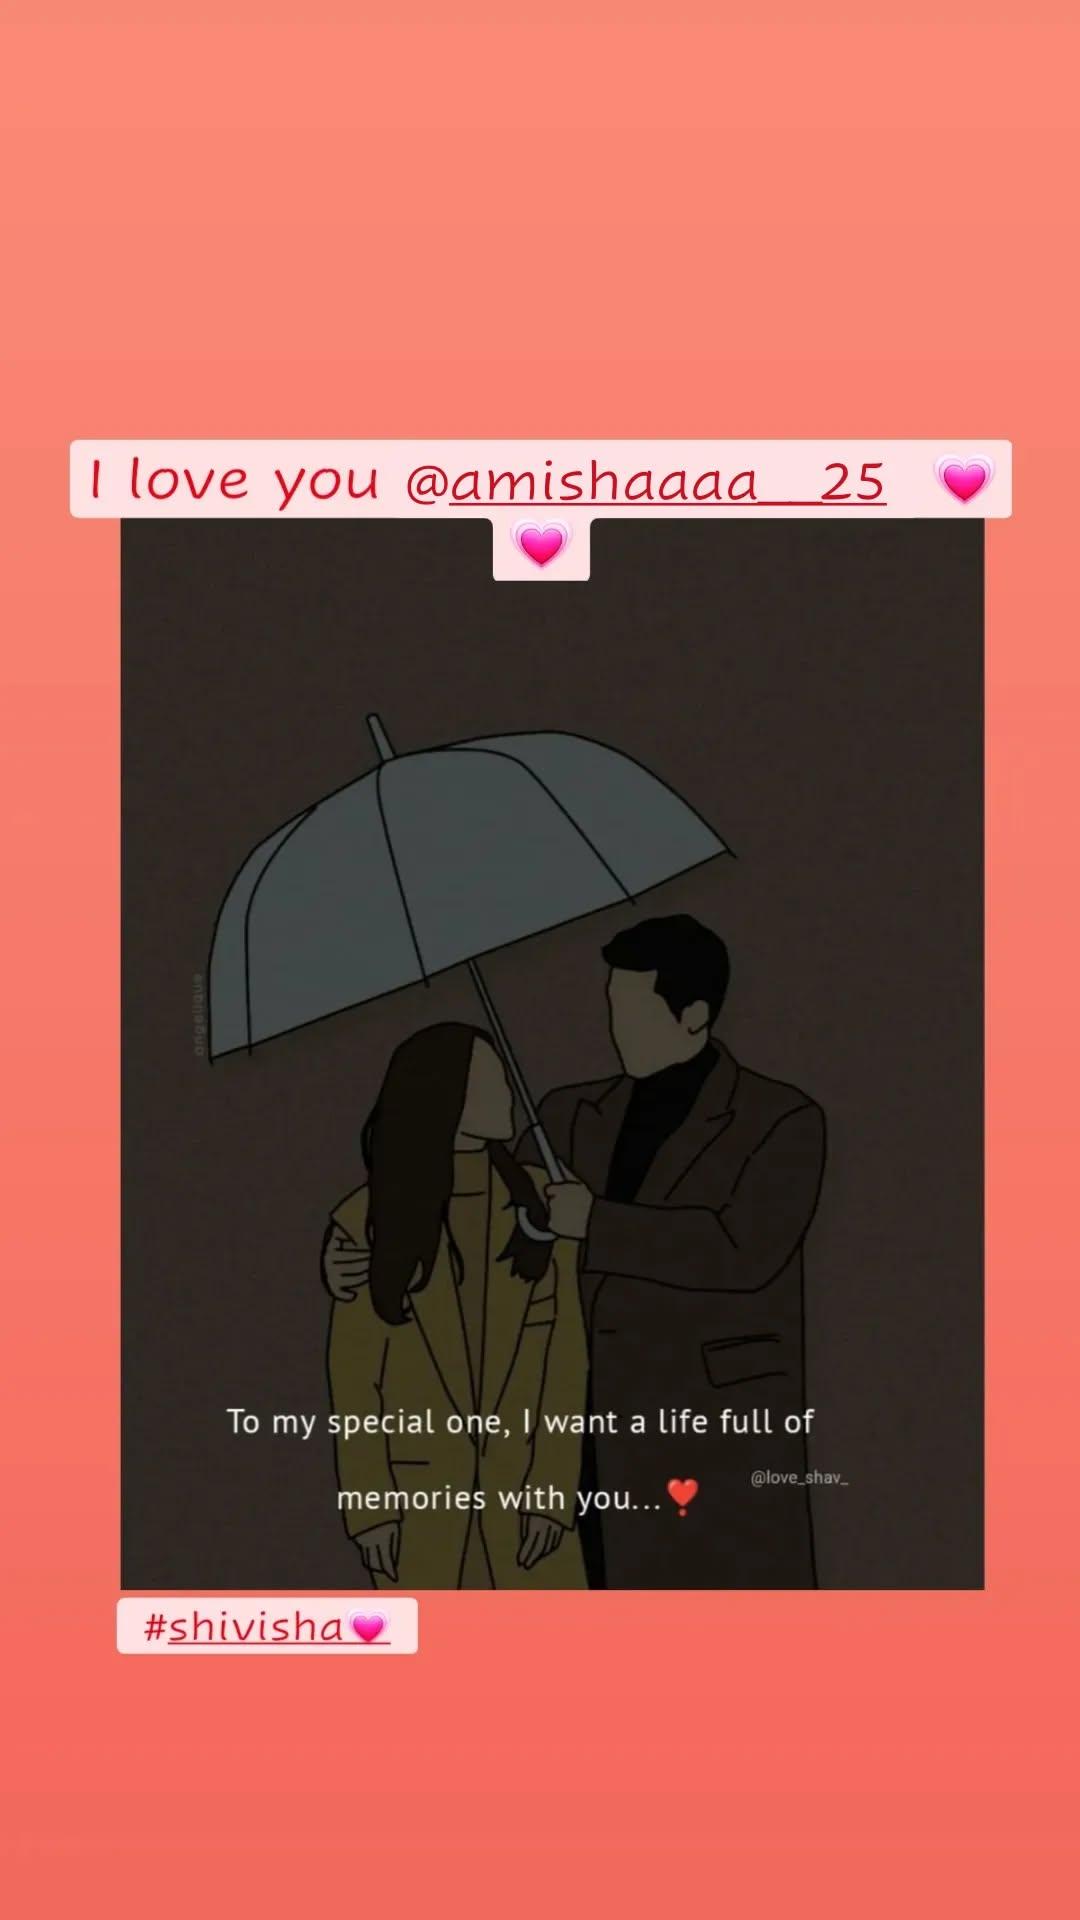 I love you @amishaaaa__25 💗
💗
angelique
To my special one, I want a life full of
@love_shav_
memories with you...❣️
#shivisha💗